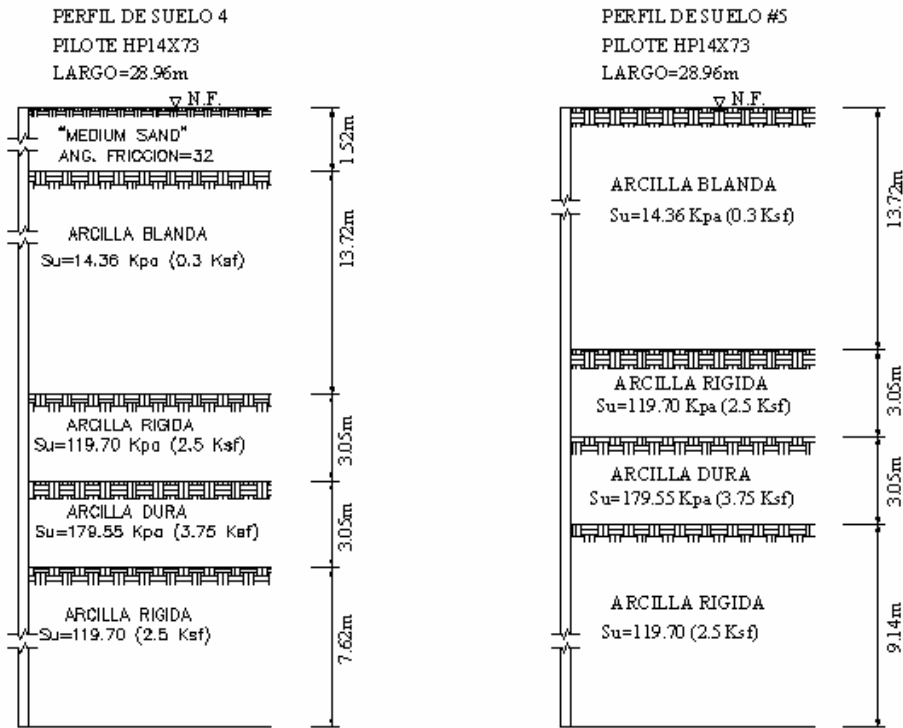 PERFIL DE SUELO 4
PILOTE HP14X73
LARGO=28.96m
N.F.
"MEDIUM SAND"
ANG. FRICCION=32
1.52m
ARCILLA BLANDA
Su=14.36 Kpa (0.3 Ksf)
13.72m
ARCILLA RIGIDA
Su=119.70 Kpa (2.5 Ksf)
3.05m
ARCILLA DURA
Su=179.55 Kpa (3.75 Ksf)
3.05m
ARCILLA RIGIDA
Su=119.70 (2.5 Ksf)
7.62m
PERFIL DE SUELO #5
PILOTE HP14X73
LARGO=28.96m
N.F.
ARCILLA BLANDA
Su=14.36 Kpa (0.3 Ksf)
13.72m
ARCILLA RIGIDA
Su=119.70 Kpa (2.5 Ksf)
3.05m
ARCILLA DURA
Su=179.55 Kpa (3.75 Ksf)
3.05m
ARCILLA RIGIDA
Su=119.70 (2.5 Ksf)
9.14m